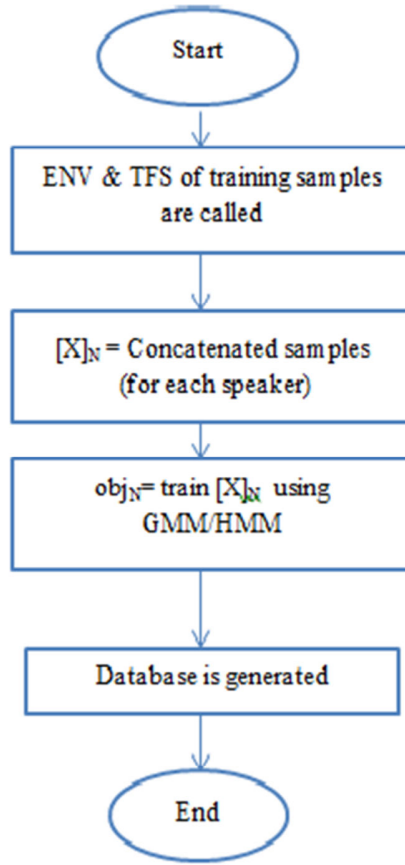 Start
ENV & TFS of training samples
are called
[X]N = Concatenated samples
(for each speaker)
objN= train [X]N using
GMM/HMM
Database is generated
End